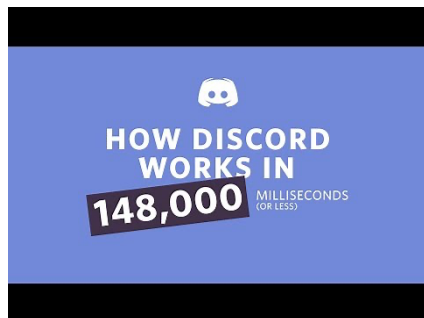 HOW DISCORD
WORKS IN
148,000
MILLISECONDS
(OR LESS)